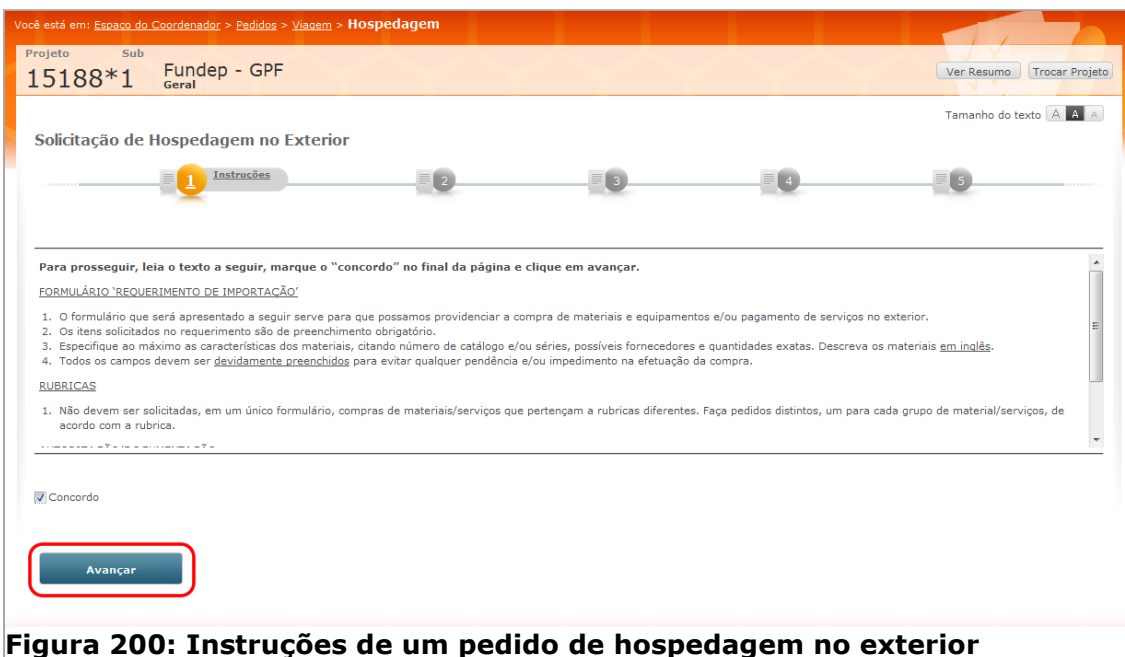 Você está em: Espaço do Coordenador > Pedidos > Viagem > Hospedagem
Projeto Sub
15188*1 Fundep - GPF
Geral
Ver Resumo Trocar Projeto
Tamanho do texto A A A
Solicitação de Hospedagem no Exterior
1 Instruções 2 3 4 5
Para prosseguir, leia o texto a seguir, marque o "concordo" no final da página e clique em avançar.
FORMULÁRIO 'REQUERIMENTO DE IMPORTAÇÃO'
1. O formulário que será apresentado a seguir serve para que possamos providenciar a compra de materiais e equipamentos e/ou pagamento de serviços no exterior.
2. Os itens solicitados no requerimento são de preenchimento obrigatório.
3. Especifique ao máximo as características dos materiais, citando número de catálogo e/ou séries, possíveis fornecedores e quantidades exatas. Descreva os materiais em inglês.
4. Todos os campos devem ser devidamente preenchidos para evitar qualquer pendência e/ou impedimento na efetuação da compra.
RUBRICAS
1. Não devem ser solicitadas, em um único formulário, compras de materiais/serviços que pertençam a rubricas diferentes. Faça pedidos distintos, um para cada grupo de material/serviços, de
acordo com a rubrica.
Concordo
Avançar
Figura 200: Instruções de um pedido de hospedagem no exterior